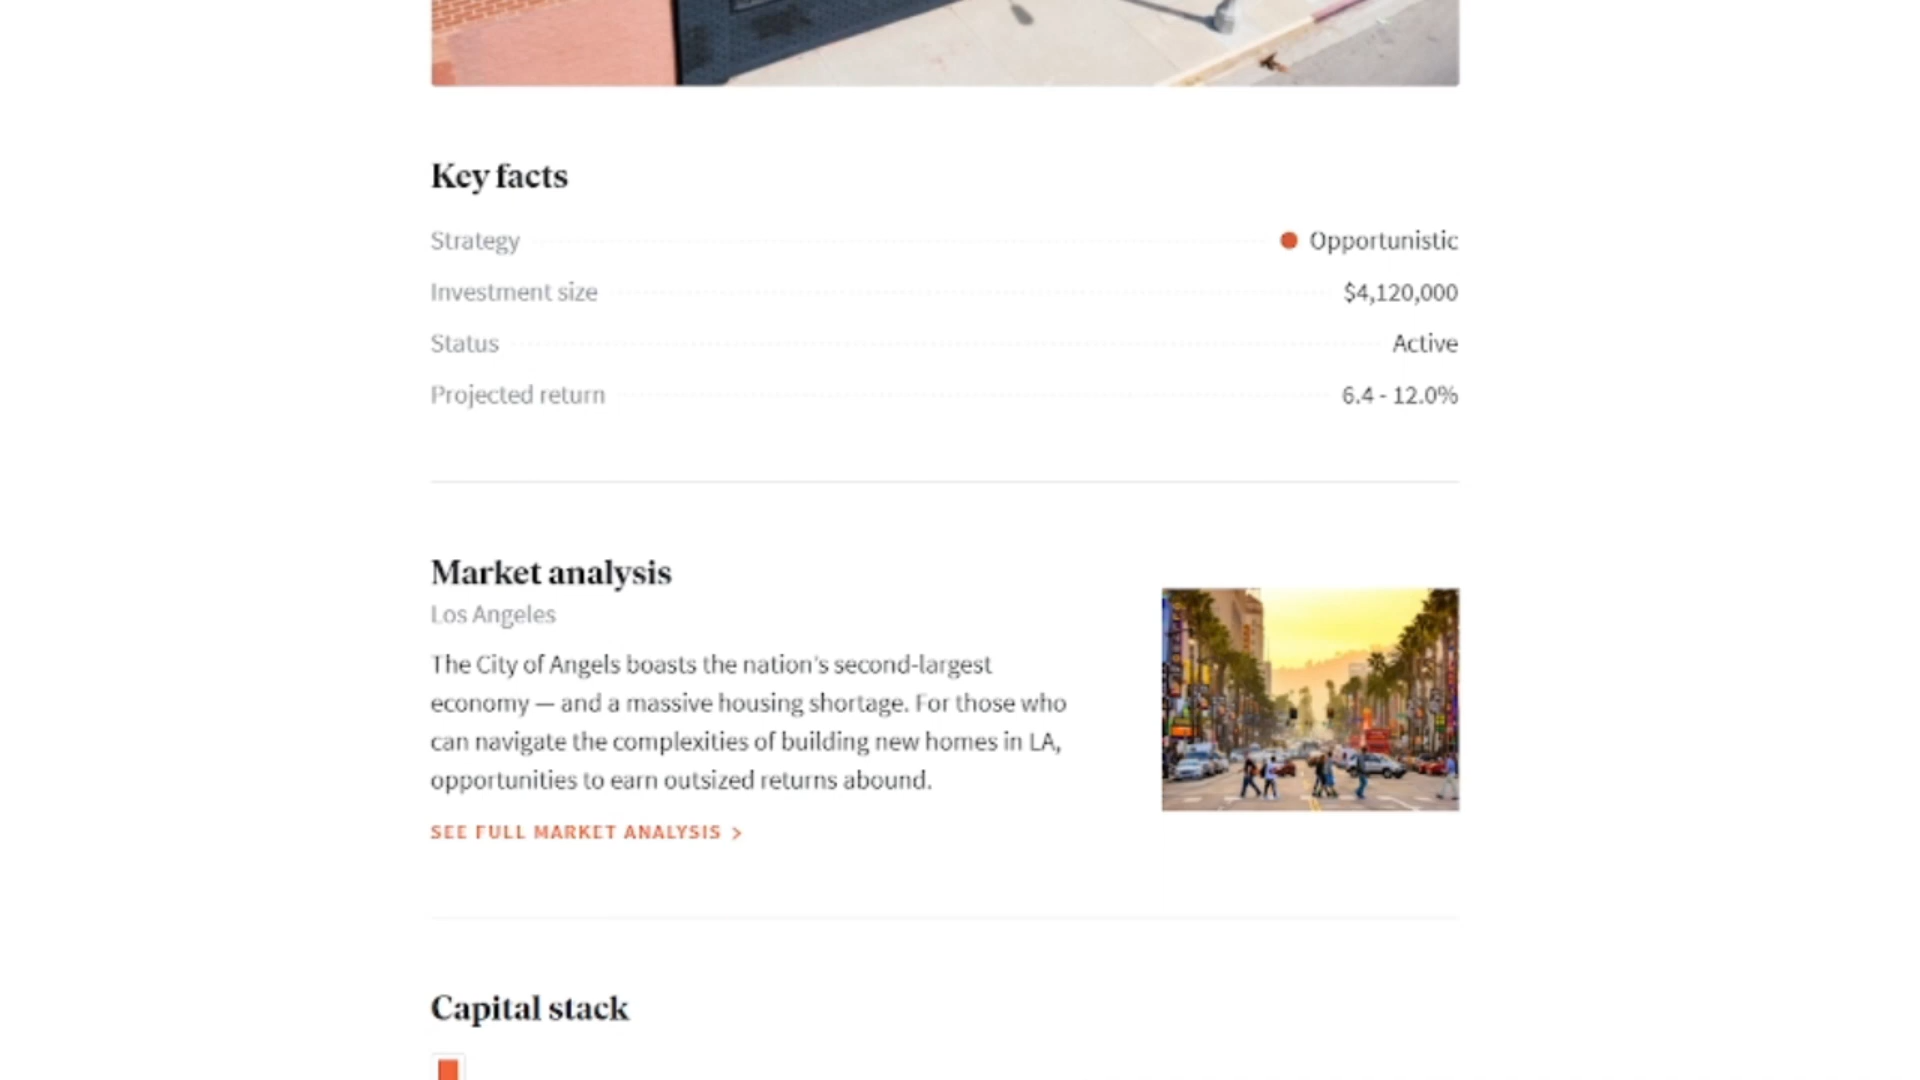 Key facts
Strategy Opportunistic
Investment size $4,120,000
Status Active
Projected return 6.4 - 12.0%
Market analysis
Los Angeles
The City of Angels boasts the nation's second-largest
economy — and a massive housing shortage. For those who
can navigate the complexities of building new homes in LA,
opportunities to earn outsized returns abound.
SEE FULL MARKET ANALYSIS >
Capital stack